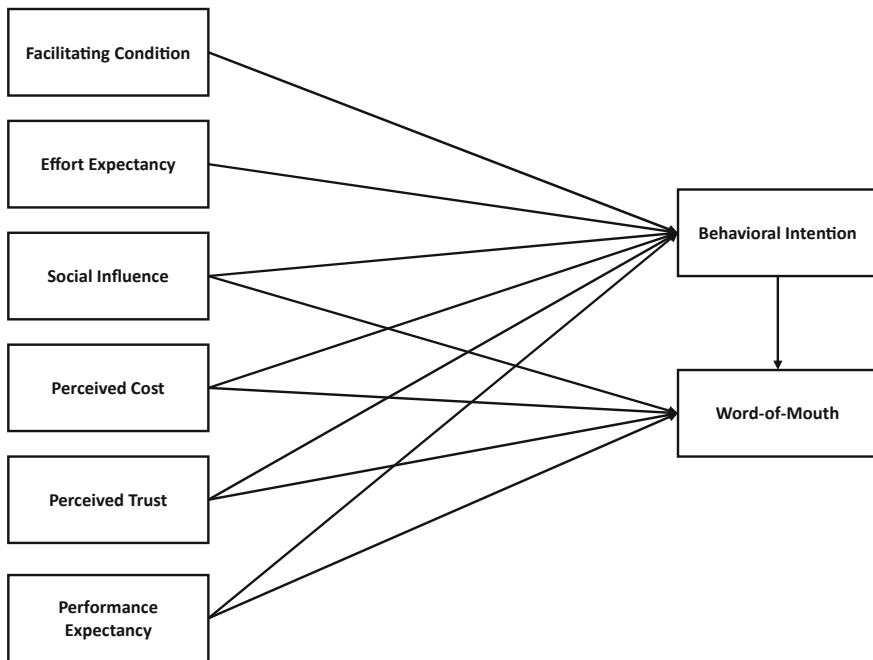 Facilitating Condition
Effort Expectancy
Social Influence
Perceived Cost
Perceived Trust
Performance
Expectancy
Behavioral Intention
Word-of-Mouth